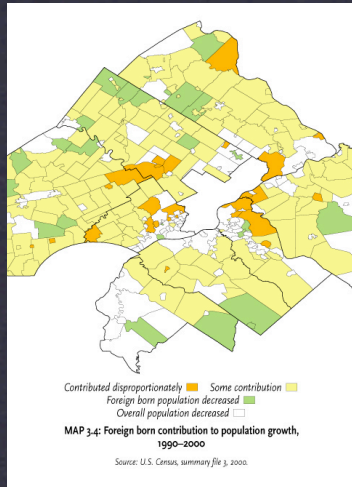 Contributed disproportionately Some contribution
Foreign born population decreased
Overall population decreased
MAP 3.4: Foreign born contribution to population growth,
1990–2000
Source: U.S. Census, summary file 3, 2000.